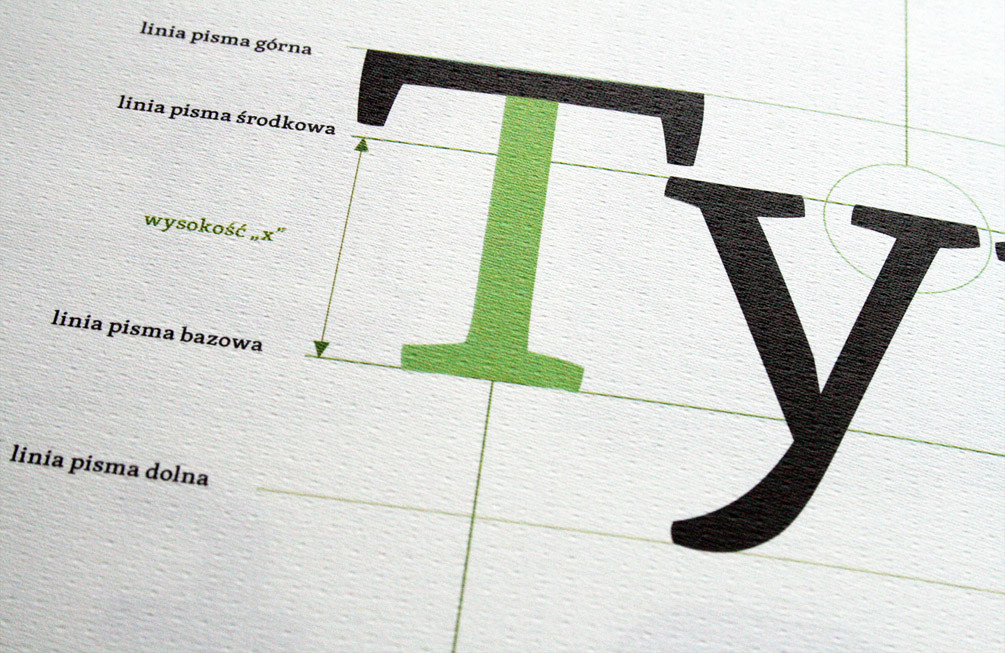 linia pisma górna
linia pisma środkowa
wysokość „x”
linia pisma bazowa
linia pisma dolna
Ty